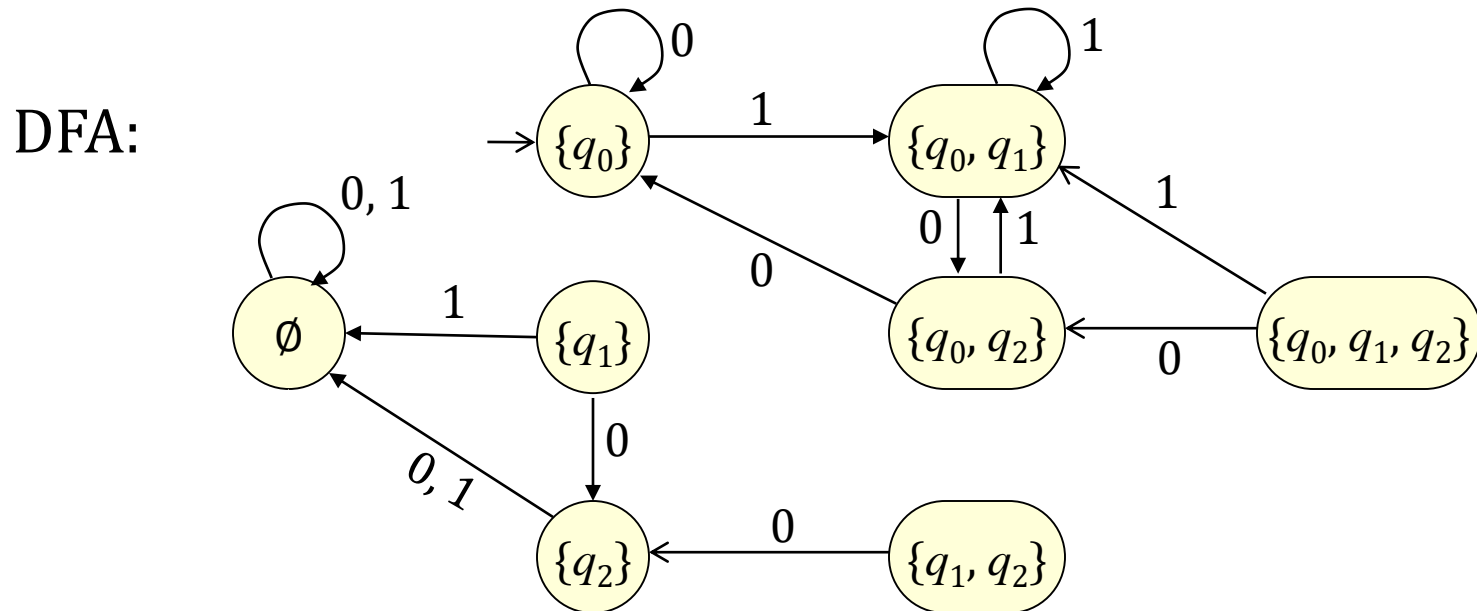 0
1
DFA:
{q₀}
1
{q₀, q₁}
0, 1
0
1
1
0
∅
1
{q₁}
{q₀, q₂}
0
{q₀, q₁, q₂}
0, 1
0
{q₂}
0
{q₁, q₂}